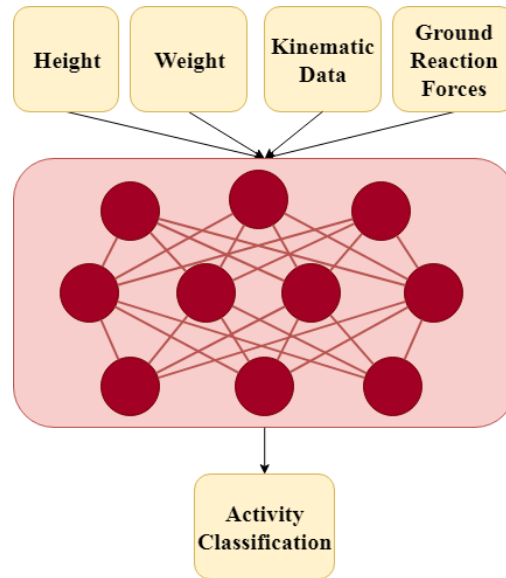 Height
Weight
Kinematic
Data
Ground
Reaction
Forces
Activity
Classification